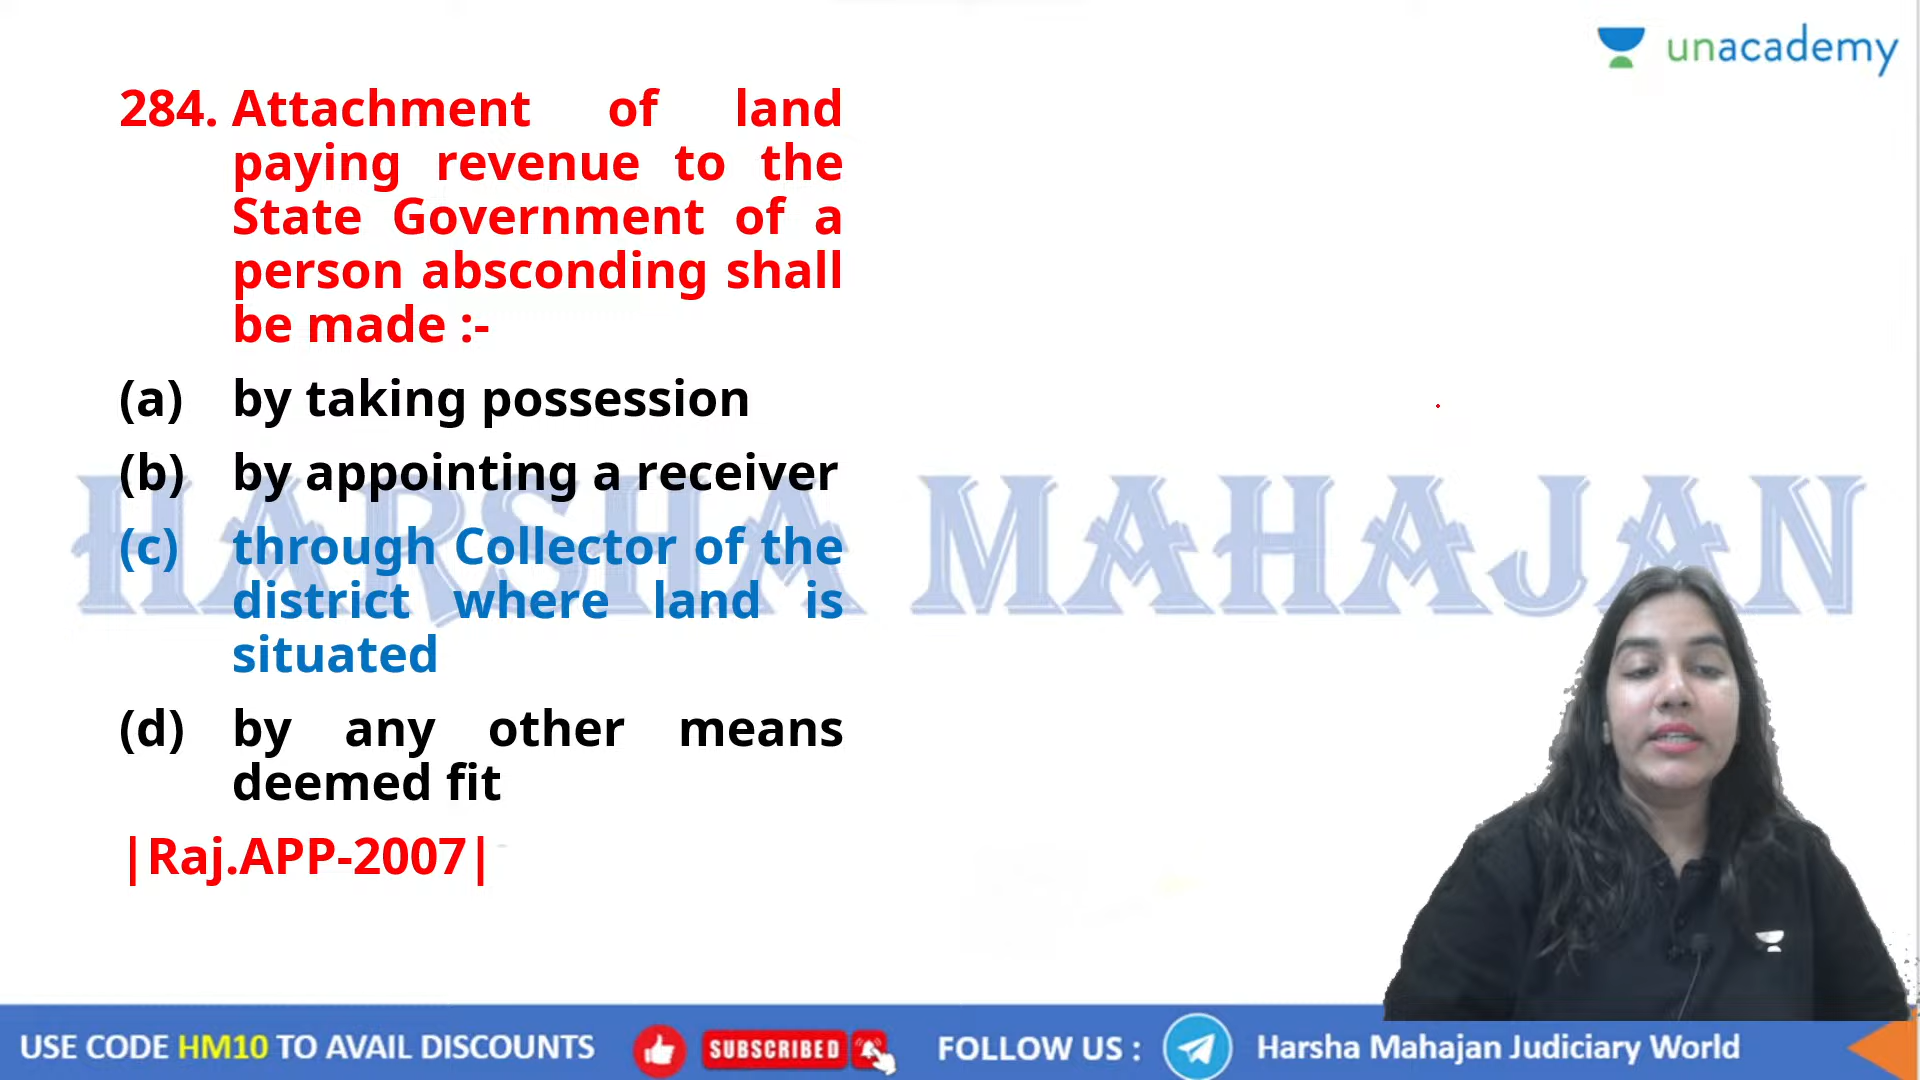 unacademy
284. Attachment of land
paying revenue to the
State Government of a
person absconding shall
be made :-
(a) by taking possession
(b) by appointing a receiver
HARSHA MAHAJAN
(c) through Collector of the
district where land is
situated
(d) by any other means
deemed fit
|Raj.APP-2007|
USE CODE HM10 TO AVAIL DISCOUNTS SUBSCRIBED FOLLOW US : Harsha Mahajan Judiciary World